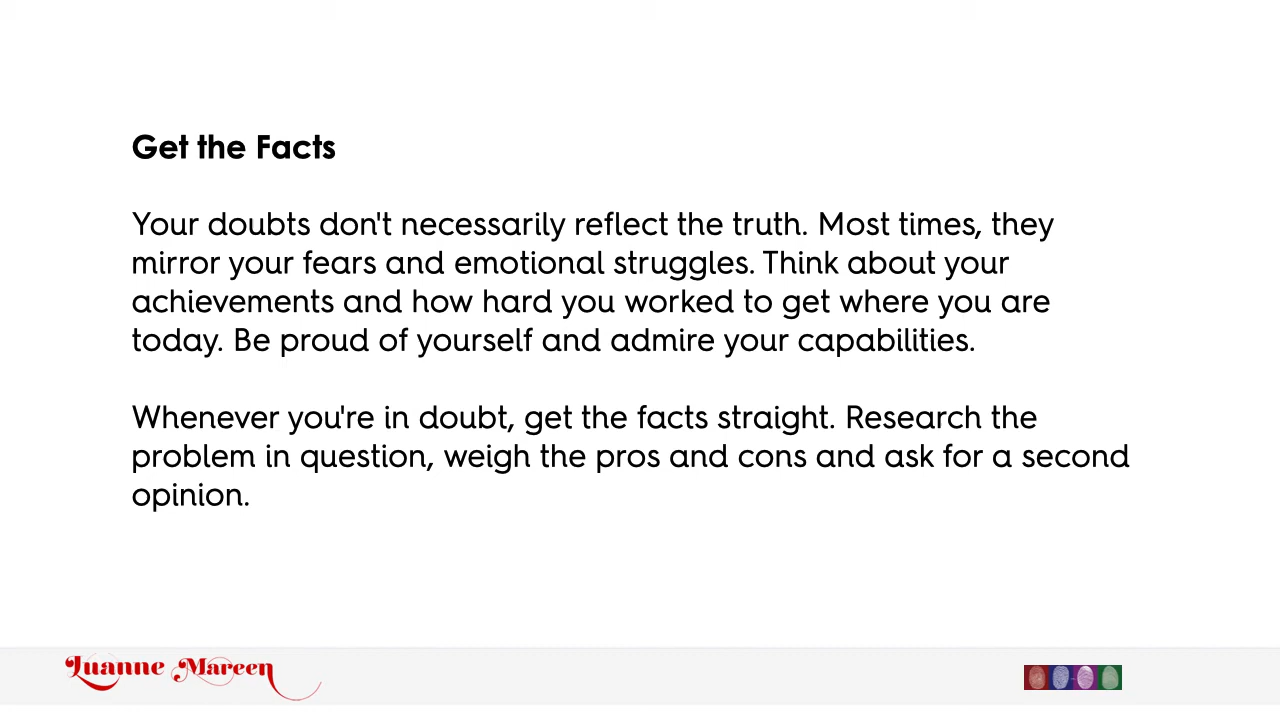 Get the Facts
Your doubts don't necessarily reflect the truth. Most times, they
mirror your fears and emotional struggles. Think about your
achievements and how hard you worked to get where you are
today. Be proud of yourself and admire your capabilities.
Whenever you're in doubt, get the facts straight. Research the
problem in question, weigh the pros and cons and ask for a second
opinion.
Luanne Mareen